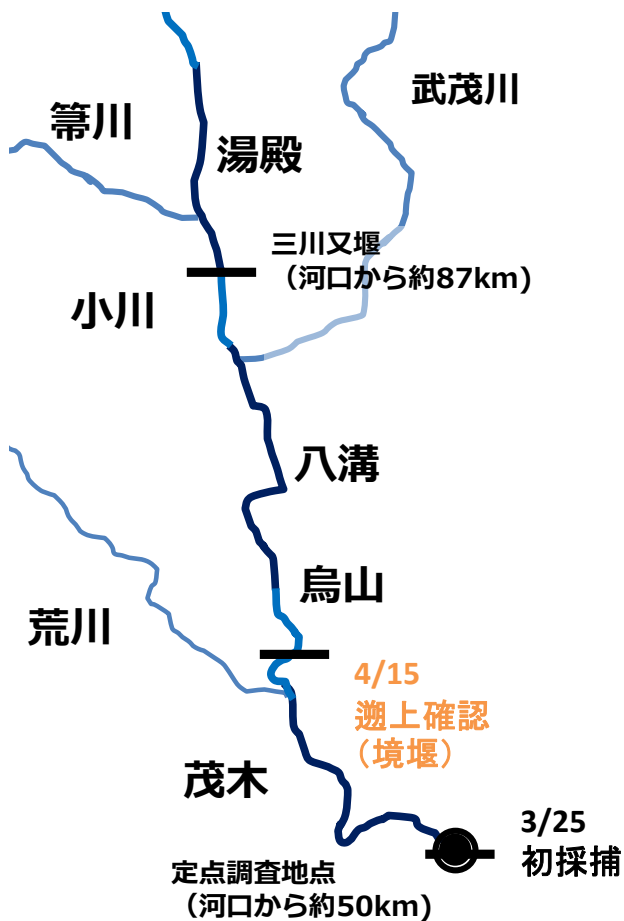 武茂川
箒川
湯殿
三川又堰
（河口から約87km)
小川
八溝
烏山
荒川
4/15
遡上確認
（境堰）
茂木
3/25
初採捕
定点調査地点
（河口から約50km)